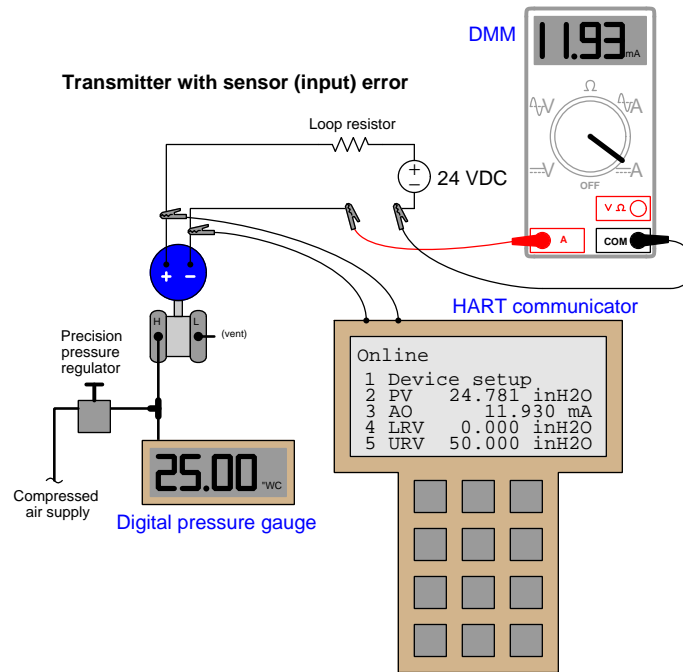 DMM
11.93 mA
Transmitter with sensor (input) error
Ω
V A
V A
OFF
Loop resistor
+
−
24 VDC
V Ω
A COM
+ −
HART communicator
H L
(vent)
Precision
pressure
regulator
Online
1 Device setup
2 PV 24.781 inH2O
3 AO 11.930 mA
4 LRV 0.000 inH2O
5 URV 50.000 inH2O
25.00 "WC
Compressed
air supply
Digital pressure gauge